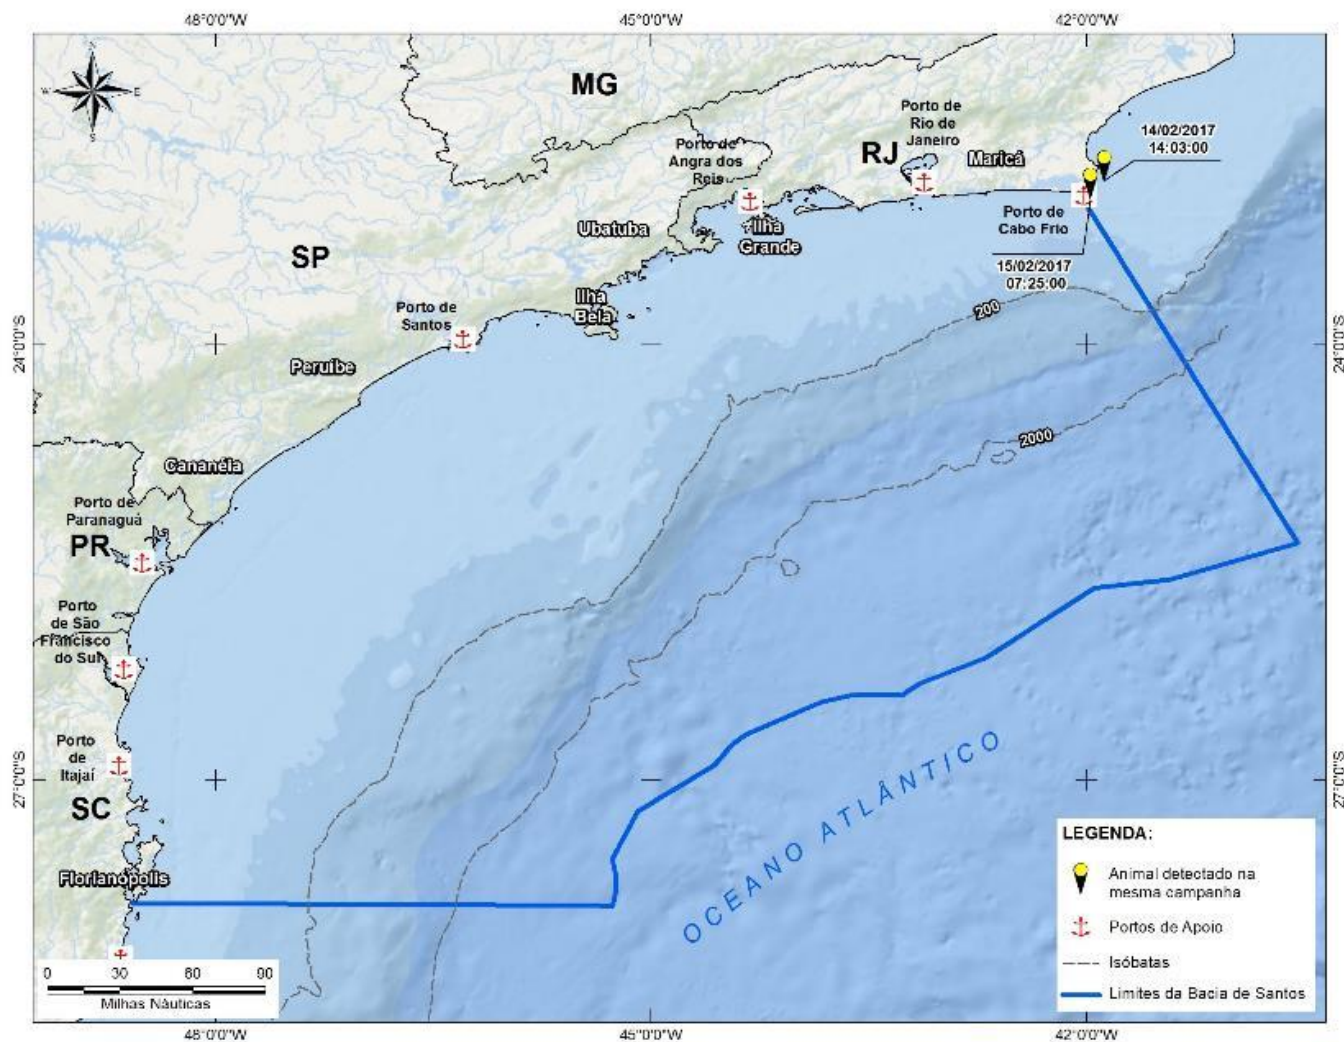 48°0'0"W
45°0'0"W
42°0'0"W
N
W
E
S
MG
Porto de
Rio de
Janeiro
14/02/2017
14:03:00
Porto de
Angra dos
Reis
RJ
Maricá
Ubatuba
Ilha
Grande
Porto de
Cabo Frio
SP
15/02/2017
07:25:00
Ilha
Bela
Porto de
Santos
200
24°0'0"S
24°0'0"S
Peruíbe
2000
Cananéia
Porto de
Paranaguá
PR
Porto
de São
Francisco
do Sul
Porto
de
Itajaí
27°0'0"S
27°0'0"S
SC
OCEANO ATLÂNTICO
Florianópolis
LEGENDA:
Animal detectado na
mesma campanha
Portos de Apoio
Isóbatas
Limites da Bacia de Santos
0 30 60 90
Milhas Náuticas
48°0'0"W
45°0'0"W
42°0'0"W